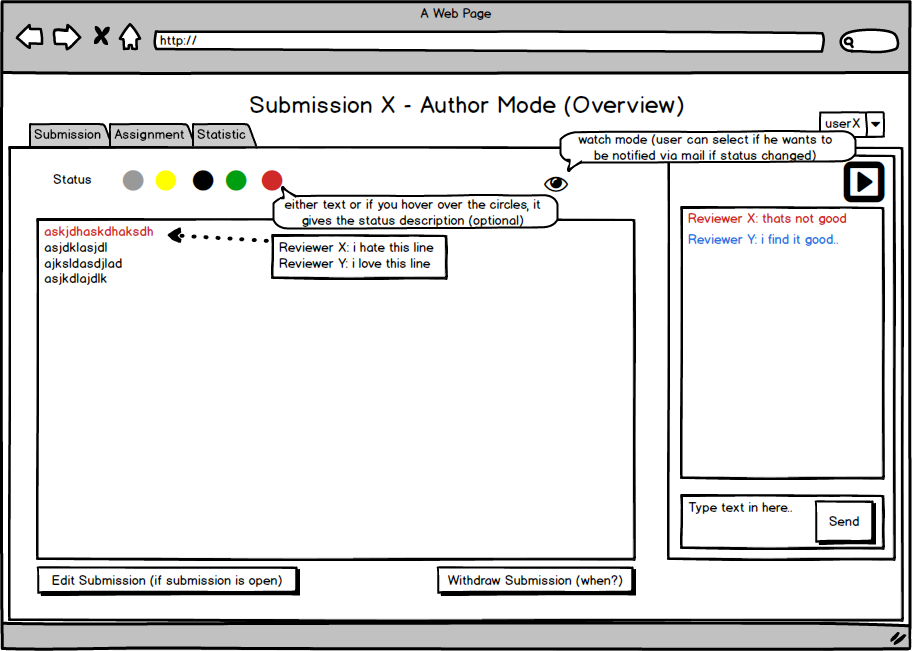 A Web Page
http://
Submission X - Author Mode (Overview)
userX
Submission
Assignment
Statistic
watch mode (user can select if he wants to
be notified via mail if status changed)
Status
either text or if you hover over the circles, it
gives the status description (optional)
Reviewer X: thats not good
Reviewer Y: i find it good..
askjdhaskdhaksdh
asjdklasjdl
ajksldasdjlad
asjkdlajdlk
Reviewer X: i hate this line
Reviewer Y: i love this line
Type text in here..
Send
Edit Submission (if submission is open)
Withdraw Submission (when?)